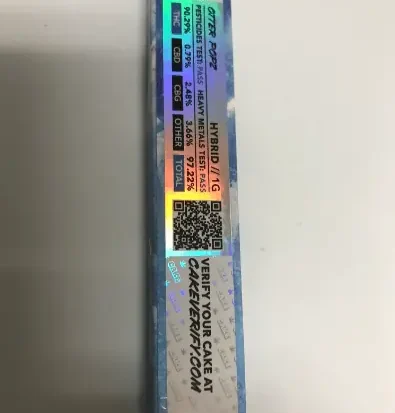 OTTER POPZ
HYBRID // 1G
PESTICIDES TEST: PASS HEAVY METALS TEST: PASS
90.29% 0.79% 2.48% 3.66% 97.22%
THC CBD CBG OTHER TOTAL
VERIFY YOUR CAKE AT
CAKEVERIFY.COM